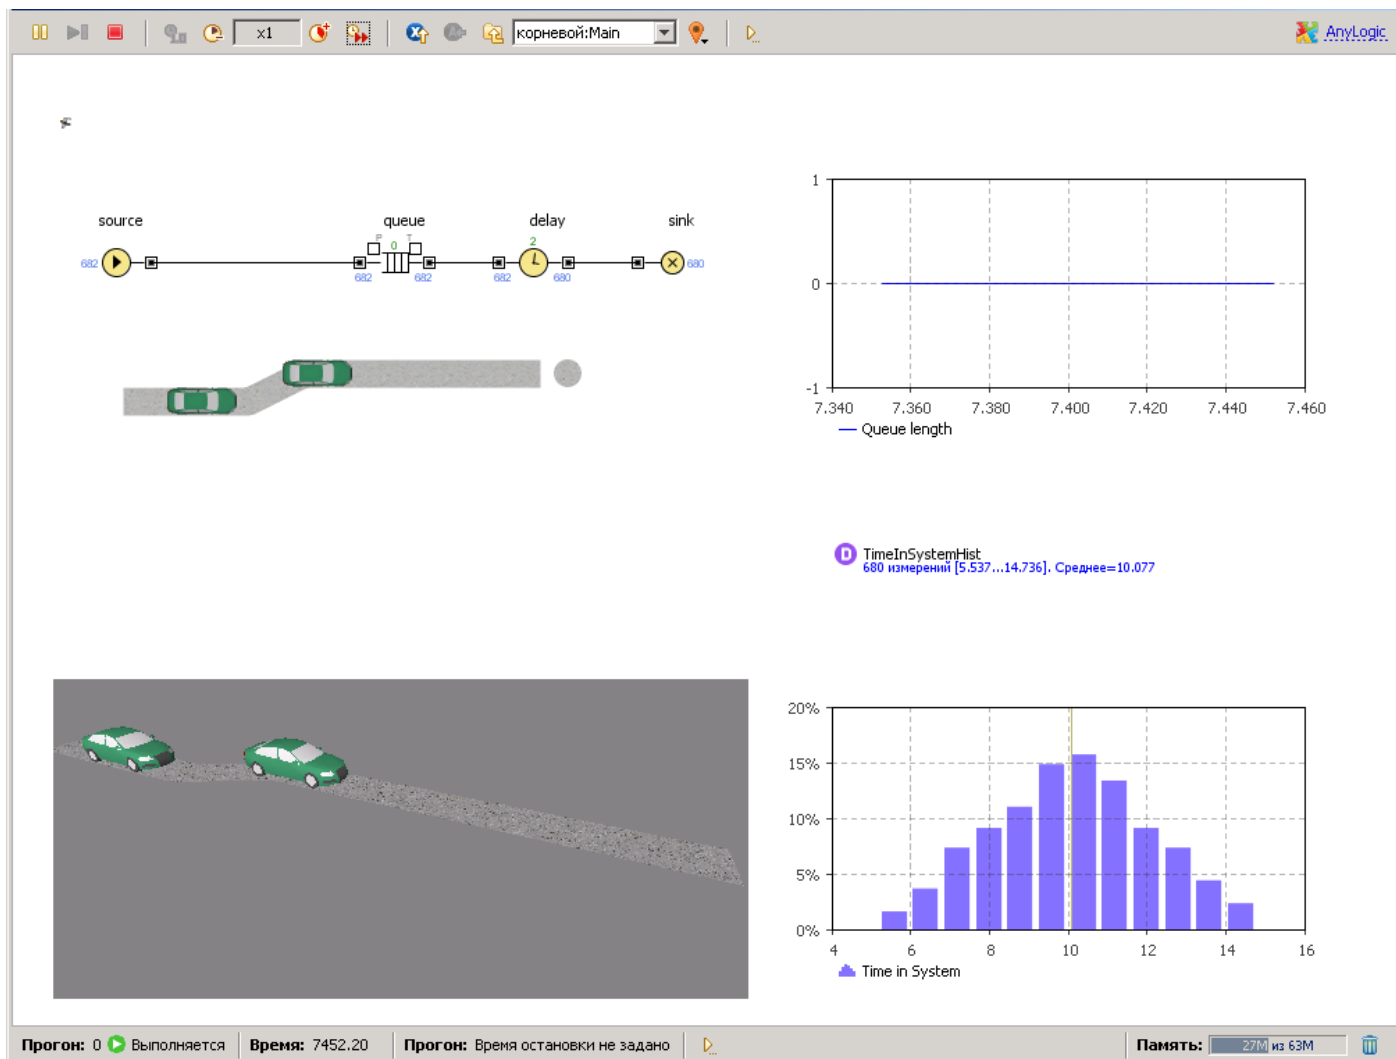 x1
корневой:Main
AnyLogic
source
queue
delay
sink
P
T
0
2
682
682
682
682
680
680
1
0
-1
7.340
7.360
7.380
7.400
7.420
7.440
7.460
Queue length
D
TimeInSystemHist
680 измерений [5.537...14.736]. Среднее=10.077
20%
15%
10%
5%
0%
4
6
8
10
12
14
16
Time in System
Прогон: 0 Выполняется Время: 7452.20 Прогон: Время остановки не задано Память: 27M из 63M